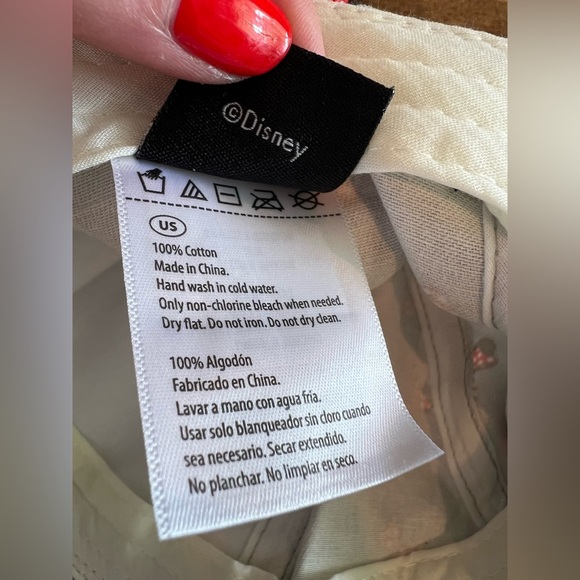 ©Disney
US
100% Cotton
Made in China.
Hand wash in cold water.
Only non-chlorine bleach when needed.
Dry flat. Do not iron. Do not dry clean.
100% Algodón
Fabricado en China.
Lavar a mano con agua fría.
Usar solo blanqueador sin cloro cuando
sea necesario. Secar extendido.
No planchar. No limpiar en seco.